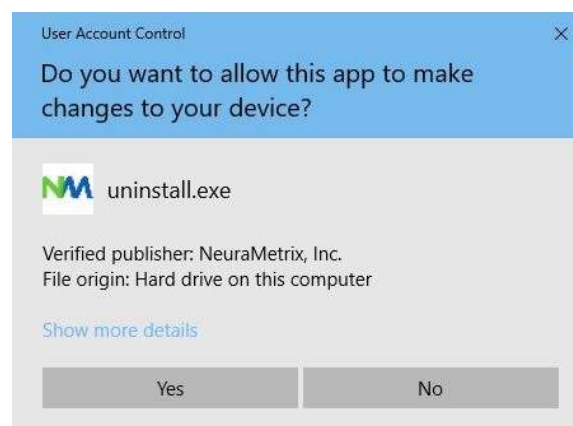 User Account Control
Do you want to allow this app to make
changes to your device?
NM uninstall.exe
Verified publisher: NeuraMetrix, Inc.
File origin: Hard drive on this computer
Show more details
Yes No